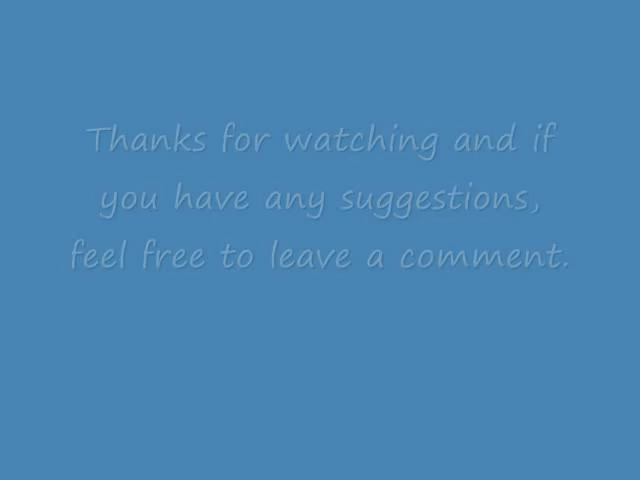 Thanks for watching and if
you have any suggestions,
feel free to leave a comment.